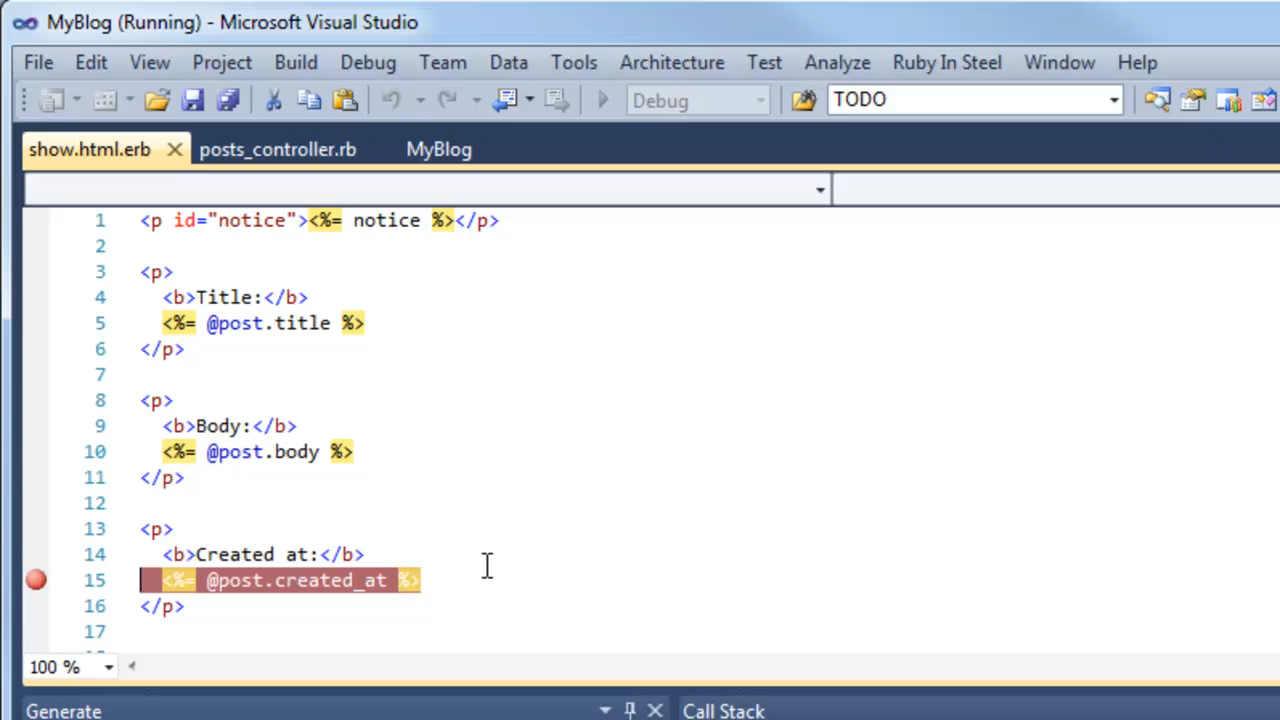 MyBlog (Running) - Microsoft Visual Studio
File Edit View Project Build Debug Team Data Tools Architecture Test Analyze Ruby In Steel Window Help
Debug TODO
show.html.erb posts_controller.rb MyBlog
1 <p id="notice"><%= notice %></p>
2
3 <p>
4 <b>Title:</b>
5 <%= @post.title %>
6 </p>
7
8 <p>
9 <b>Body:</b>
10 <%= @post.body %>
11 </p>
12
13 <p>
14 <b>Created at:</b>
15 <%= @post.created_at %>
16 </p>
17
100 %
Generate Call Stack